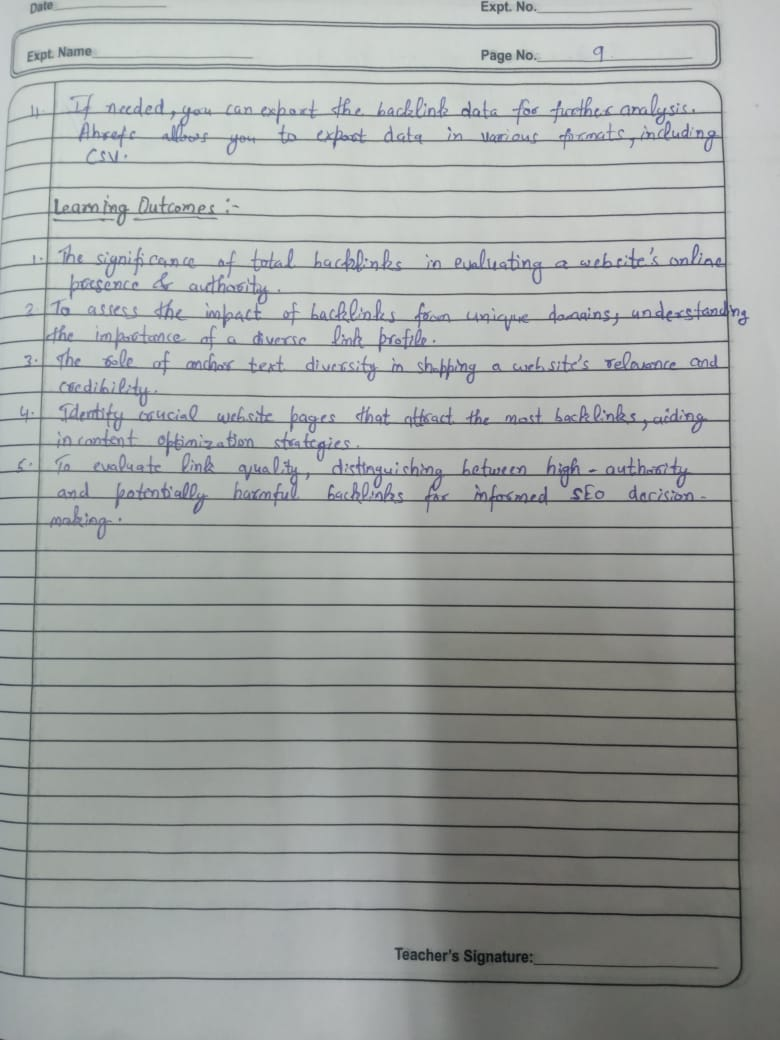 Date
Expt. No.
Expt. Name
Page No. 9
11 If needed, you can export the backlink data for further analysis.
Ahrefs allows you to export data in various formats, including
CSV.
Learning Outcomes :-
1. The significance of total backlinks in evaluating a website's online
presence & authority.
2 To assess the impact of backlinks from unique domains, understanding
the importance of a diverse link profile.
3. The role of anchor text diversity in shapping a website's relavance and
credibility.
4. Identify crucial website pages that attract the most backlinks, aiding
in content optimization strategies.
5. To evaluate link quality, distinguishing between high - authority
and potentially harmful backlinks for informed SEO decision -
making.
Teacher's Signature: